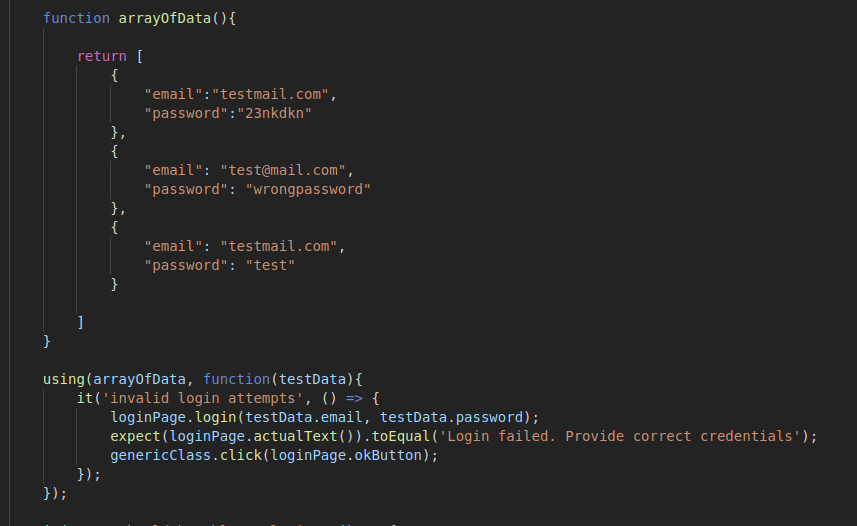 function arrayOfData(){
return [
{
"email":"testmail.com",
"password":"23nkdkn"
},
{
"email": "test@mail.com",
"password": "wrongpassword"
},
{
"email": "testmail.com",
"password": "test"
}
]
}
using(arrayOfData, function(testData){
it('invalid login attempts', () => {
loginPage.login(testData.email, testData.password);
expect(loginPage.actualText()).toEqual('Login failed. Provide correct credentials');
genericClass.click(loginPage.okButton);
});
});